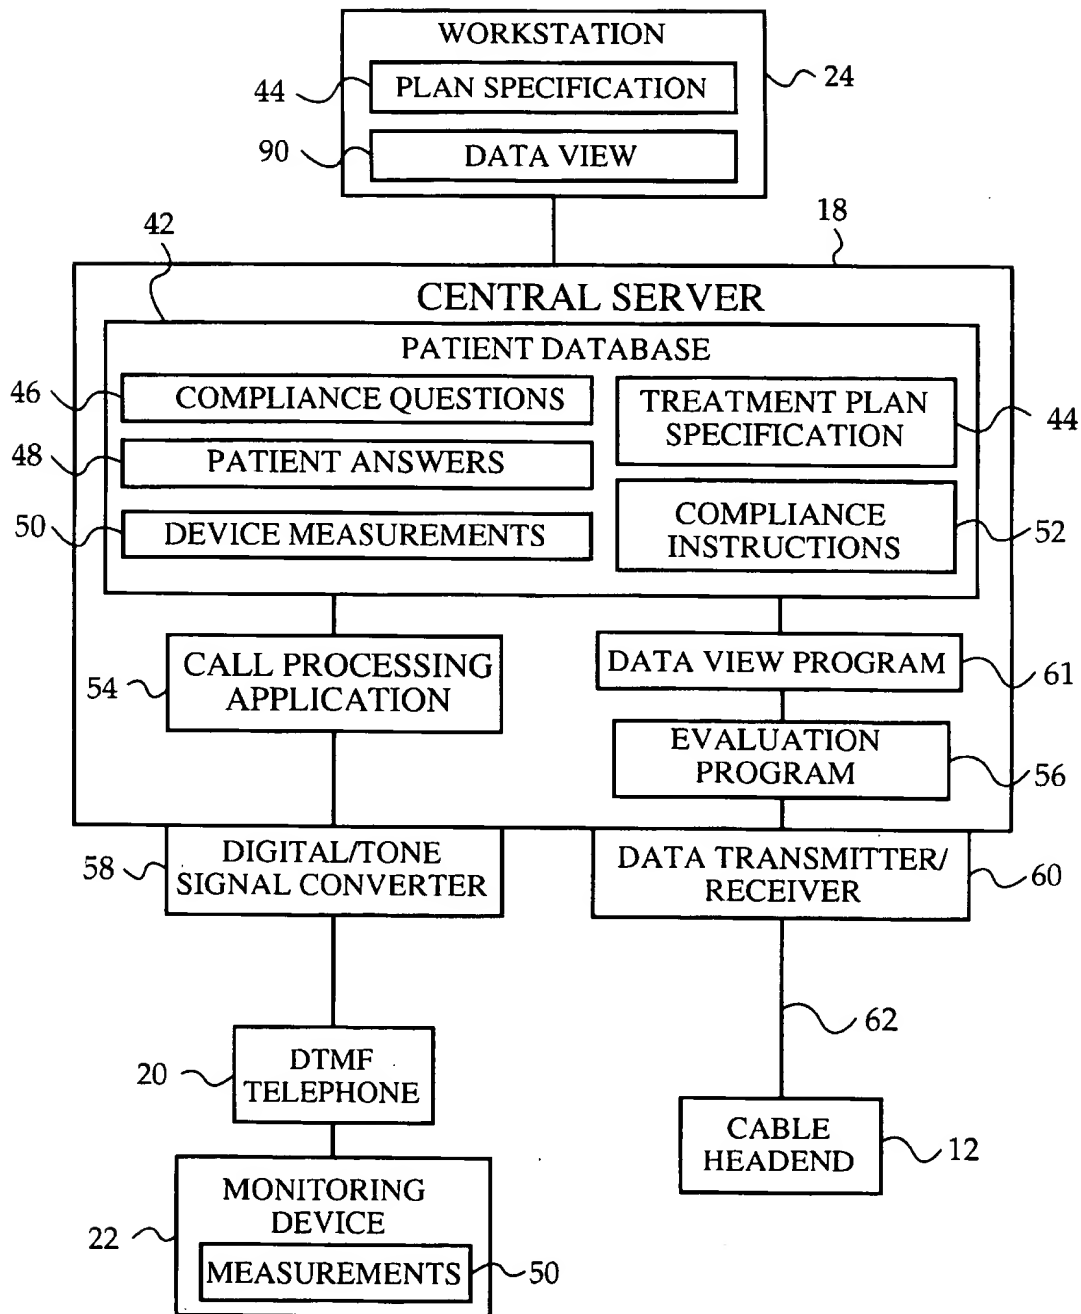 WORKSTATION
44
PLAN SPECIFICATION
24
90
DATA VIEW
42
18
CENTRAL SERVER
PATIENT DATABASE
46
COMPLIANCE QUESTIONS
TREATMENT PLAN
SPECIFICATION
44
48
PATIENT ANSWERS
50
DEVICE MEASUREMENTS
COMPLIANCE
INSTRUCTIONS
52
54
CALL PROCESSING
APPLICATION
DATA VIEW PROGRAM
61
EVALUATION
PROGRAM
56
58
DIGITAL/TONE
SIGNAL CONVERTER
DATA TRANSMITTER/
RECEIVER
60
62
20
DTMF
TELEPHONE
CABLE
HEADEND
12
22
MONITORING
DEVICE
MEASUREMENTS
50